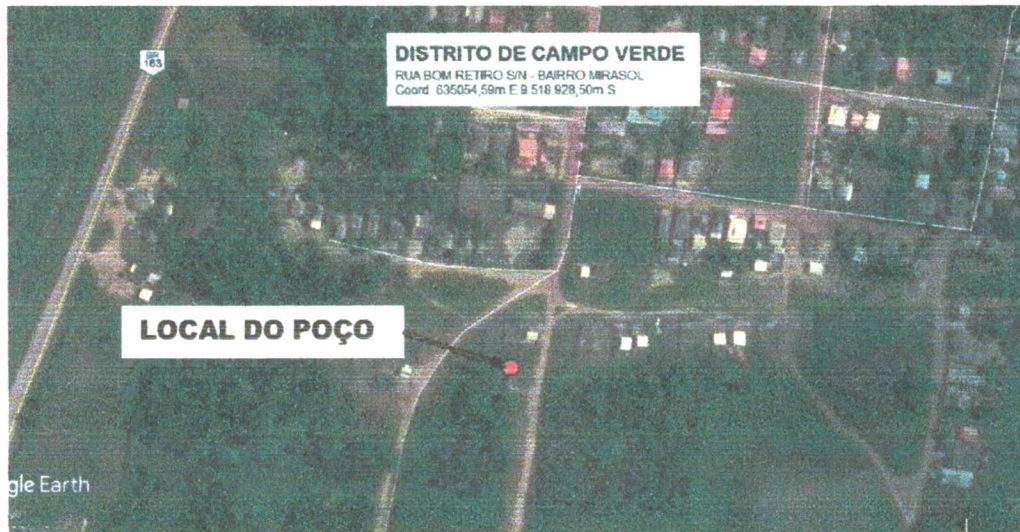 BR
163
DISTRITO DE CAMPO VERDE
RUA BOM RETIRO S/N - BAIRRO MIRASOL
Coord. 635054,59m E 9.518.928,50m S
LOCAL DO POÇO
gle Earth